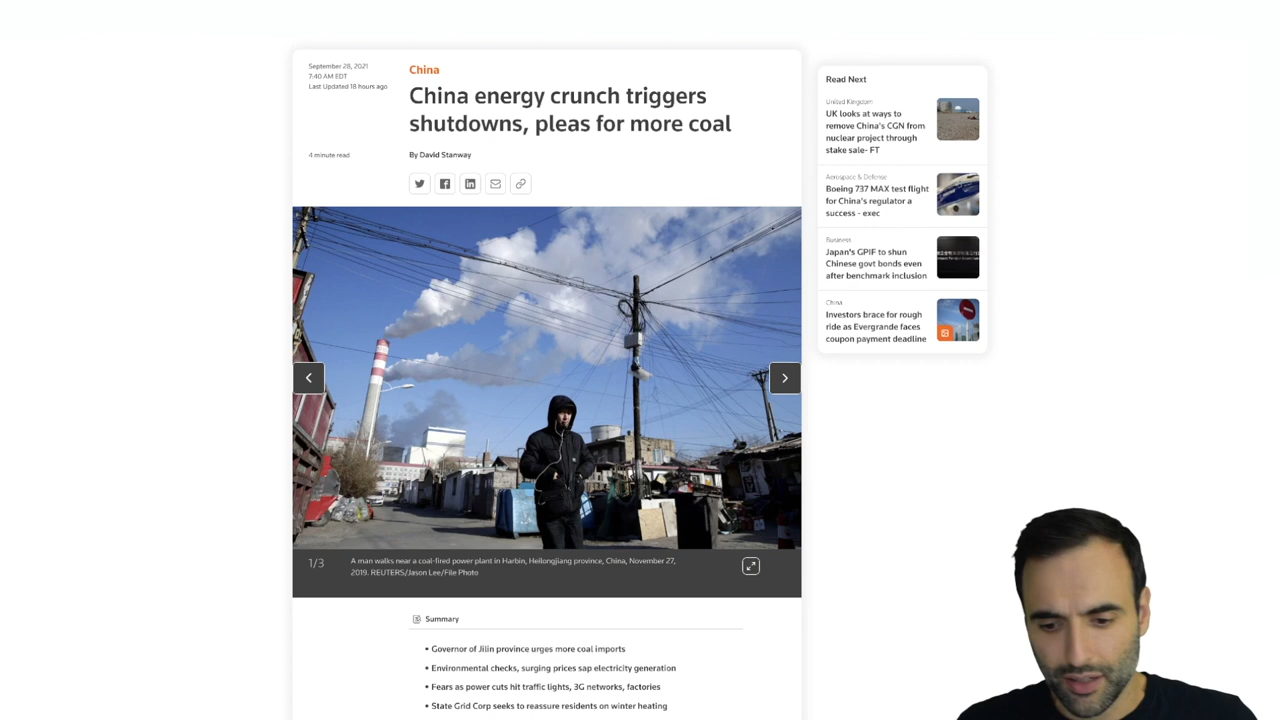 September 28, 2021
7:40 AM EDT
Last Updated 18 hours ago
China
China energy crunch triggers
shutdowns, pleas for more coal
4 minute read
By David Stanway
1/3
A man walks near a coal-fired power plant in Harbin, Heilongjiang province, China, November 27,
2019. REUTERS/Jason Lee/File Photo
Summary
• Governor of Jilin province urges more coal imports
• Environmental checks, surging prices sap electricity generation
• Fears as power cuts hit traffic lights, 3G networks, factories
• State Grid Corp seeks to reassure residents on winter heating
Read Next
United Kingdom
UK looks at ways to
remove China's CGN from
nuclear project through
stake sale- FT
Aerospace & Defense
Boeing 737 MAX test flight
for China's regulator a
success - exec
Business
Japan's GPIF to shun
Chinese govt bonds even
after benchmark inclusion
China
Investors brace for rough
ride as Evergrande faces
coupon payment deadline